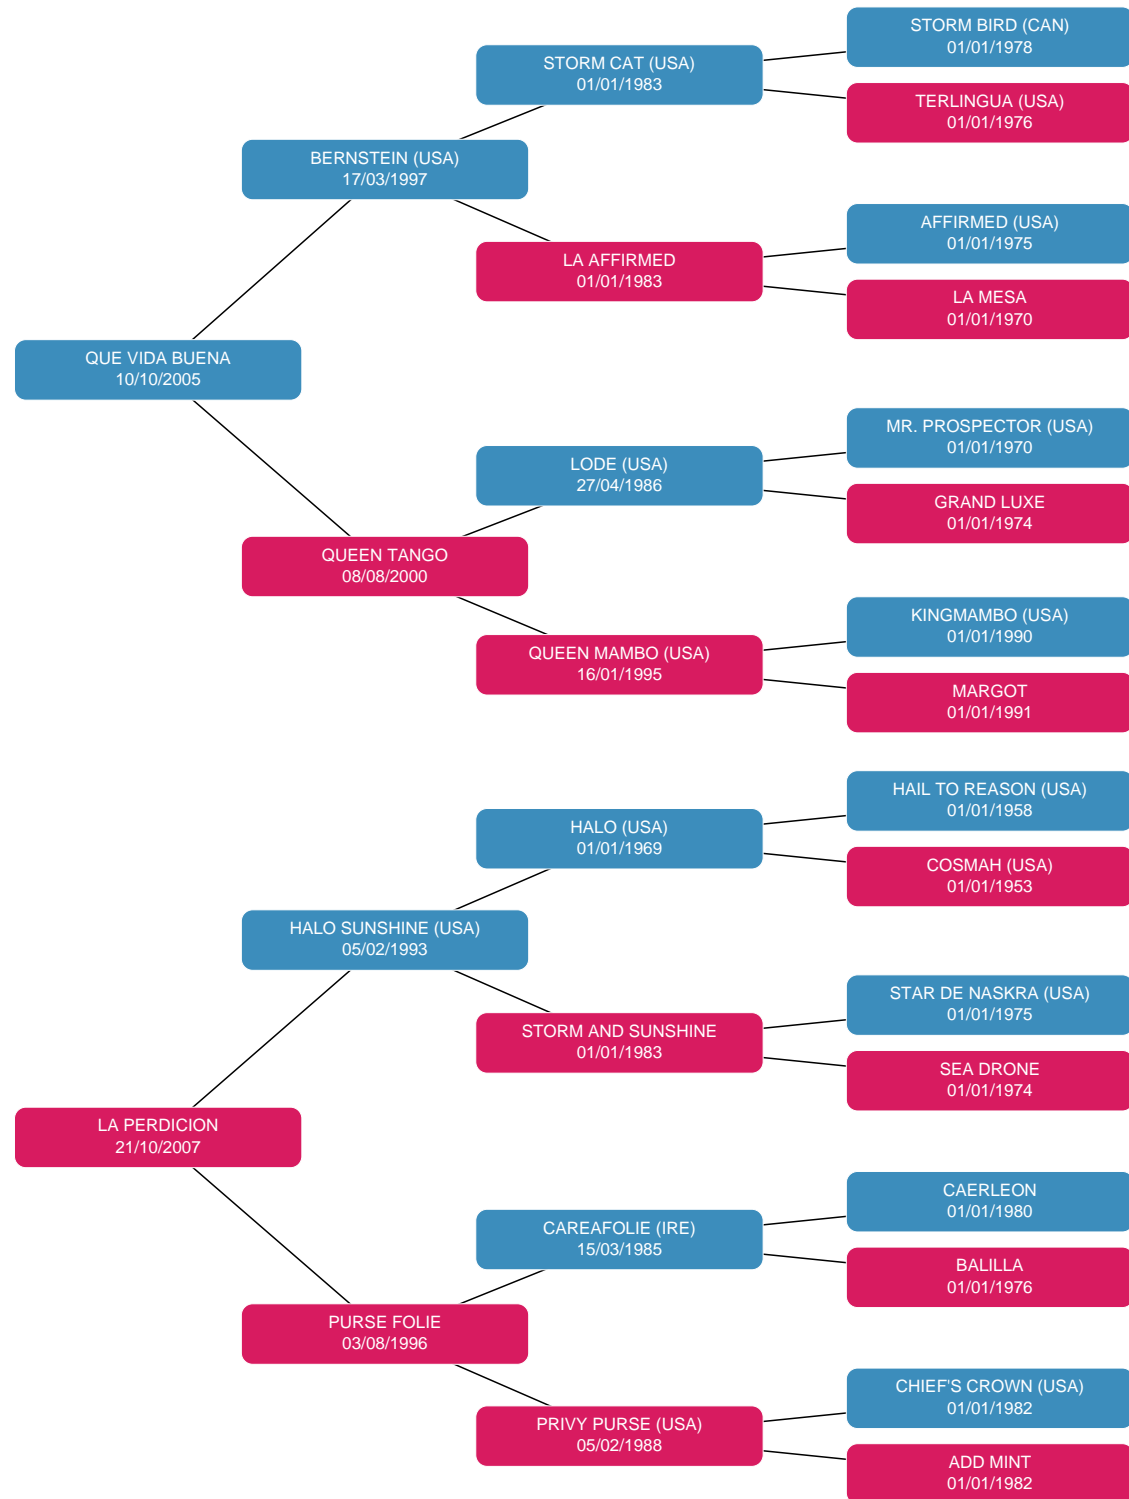 STORM BIRD (CAN)
01/01/1978
STORM CAT (USA)
01/01/1983
TERLINGUA (USA)
01/01/1976
BERNSTEIN (USA)
17/03/1997
AFFIRMED (USA)
01/01/1975
LA AFFIRMED
01/01/1983
LA MESA
01/01/1970
QUE VIDA BUENA
10/10/2005
MR. PROSPECTOR (USA)
01/01/1970
LODE (USA)
27/04/1986
GRAND LUXE
01/01/1974
QUEEN TANGO
08/08/2000
KINGMAMBO (USA)
01/01/1990
QUEEN MAMBO (USA)
16/01/1995
MARGOT
01/01/1991
HAIL TO REASON (USA)
01/01/1958
HALO (USA)
01/01/1969
COSMAH (USA)
01/01/1953
HALO SUNSHINE (USA)
05/02/1993
STAR DE NASKRA (USA)
01/01/1975
STORM AND SUNSHINE
01/01/1983
SEA DRONE
01/01/1974
LA PERDICION
21/10/2007
CAERLEON
01/01/1980
CAREAFOLIE (IRE)
15/03/1985
BALILLA
01/01/1976
PURSE FOLIE
03/08/1996
CHIEF'S CROWN (USA)
01/01/1982
PRIVY PURSE (USA)
05/02/1988
ADD MINT
01/01/1982